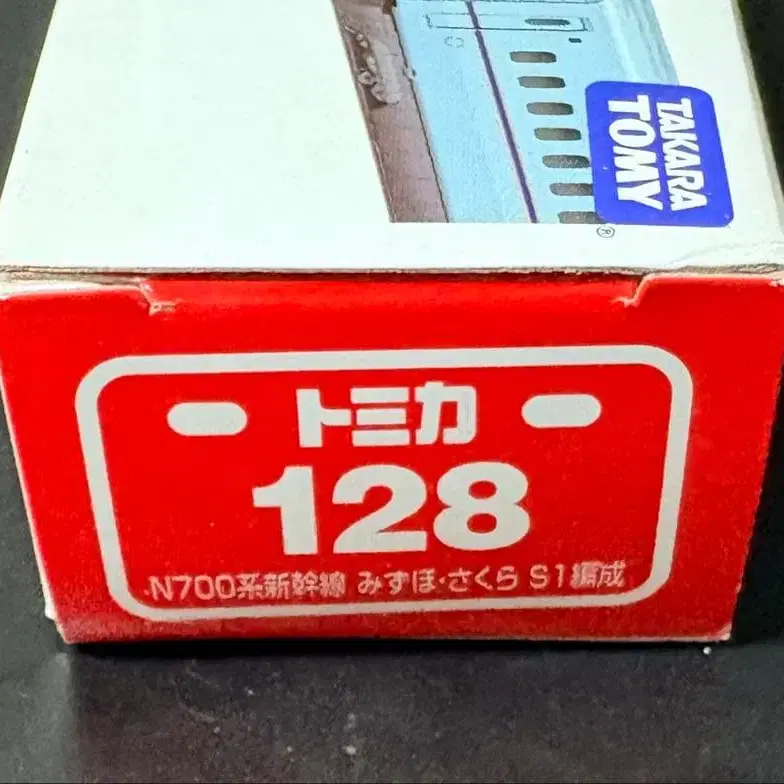 TAKARA
TOMY
®
トミカ
128
N700系新幹線 みずほ・さくら S1編成